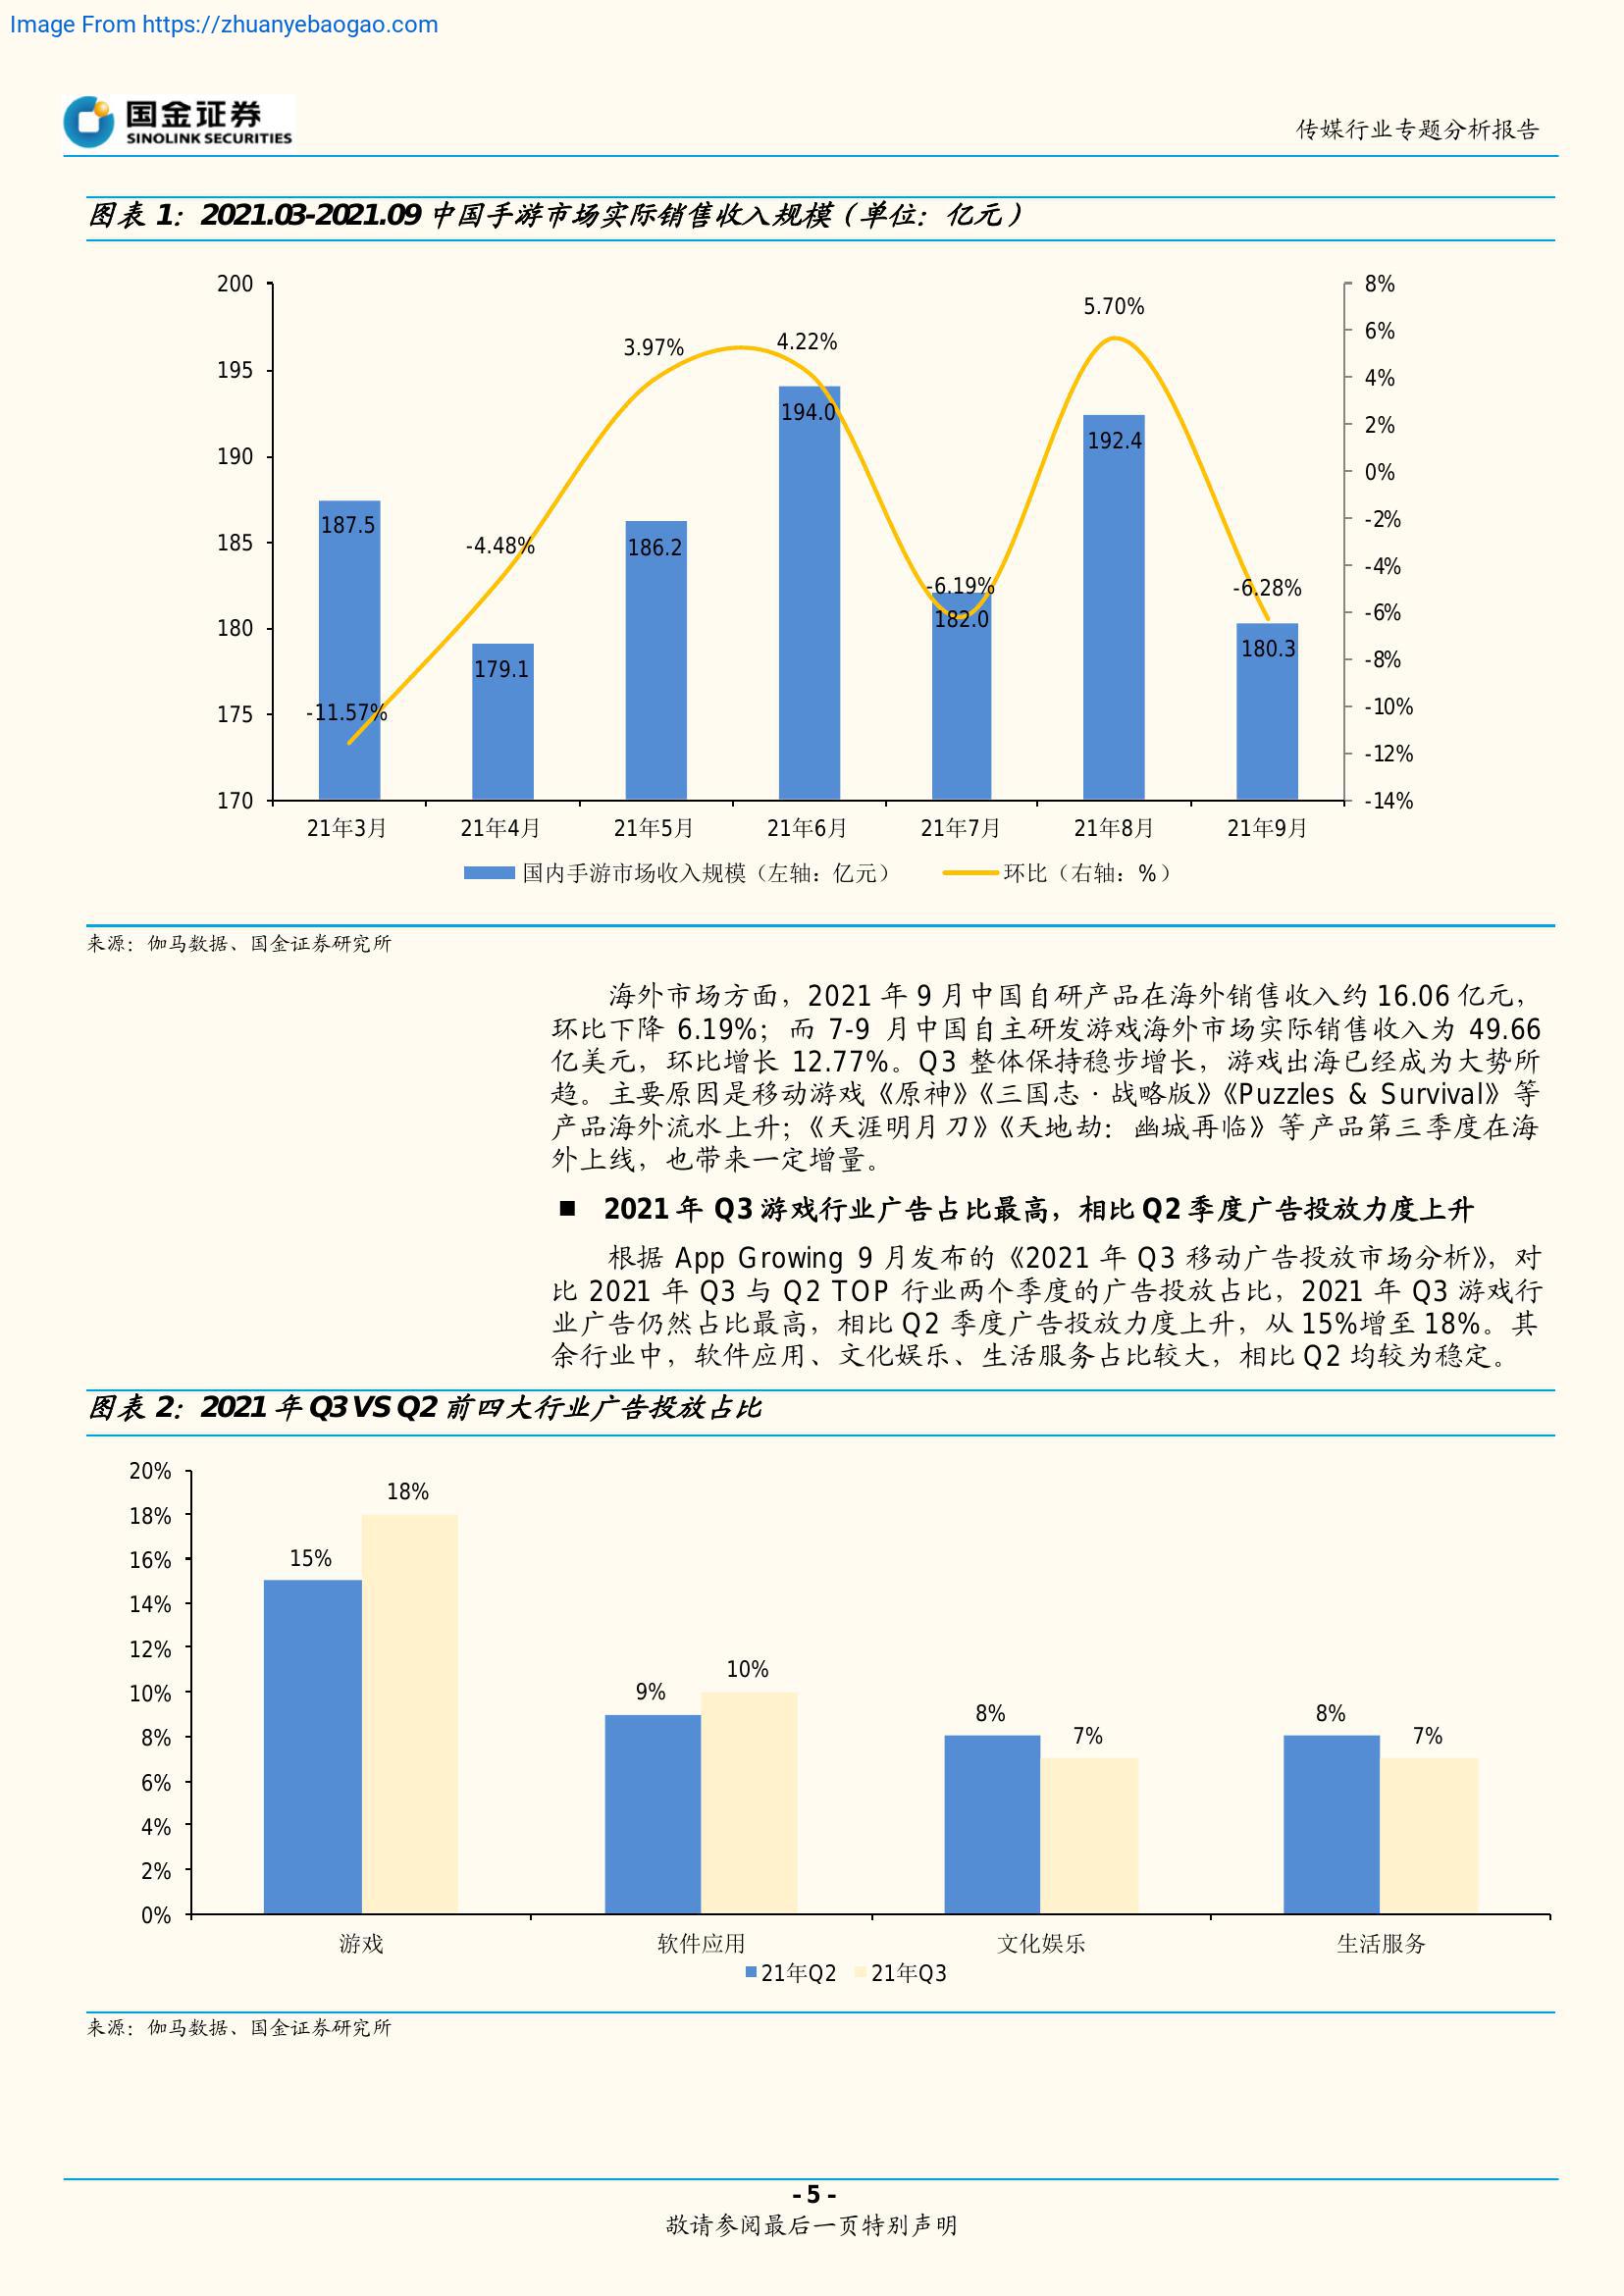 Image From https://zhuanyebaogao.com
国金证券
SINOLINK SECURITIES
传媒行业专题分析报告
图表 1：2021.03-2021.09 中国手游市场实际销售收入规模（单位：亿元）
200
195
190
185
180
175
170
8%
6%
4%
2%
0%
-2%
-4%
-6%
-8%
-10%
-12%
-14%
-11.57%
-4.48%
3.97%
4.22%
-6.19%
5.70%
-6.28%
187.5
179.1
186.2
194.0
182.0
192.4
180.3
21年3月 21年4月 21年5月 21年6月 21年7月 21年8月 21年9月
国内手游市场收入规模（左轴：亿元） 环比（右轴：%）
来源：伽马数据、国金证券研究所
海外市场方面，2021 年 9 月中国自研产品在海外销售收入约 16.06 亿元，
环比下降 6.19%；而 7-9 月中国自主研发游戏海外市场实际销售收入为 49.66
亿美元，环比增长 12.77%。Q3 整体保持稳步增长，游戏出海已经成为大势所
趋。主要原因是移动游戏《原神》《三国志·战略版》《Puzzles & Survival》等
产品海外流水上升；《天涯明月刀》《天地劫：幽城再临》等产品第三季度在海
外上线，也带来一定增量。
■ 2021 年 Q3 游戏行业广告占比最高，相比 Q2 季度广告投放力度上升
根据 App Growing 9 月发布的《2021 年 Q3 移动广告投放市场分析》，对
比 2021 年 Q3 与 Q2 TOP 行业两个季度的广告投放占比，2021 年 Q3 游戏行
业广告仍然占比最高，相比 Q2 季度广告投放力度上升，从 15%增至 18%。其
余行业中，软件应用、文化娱乐、生活服务占比较大，相比 Q2 均较为稳定。
图表 2：2021 年 Q3 VS Q2 前四大行业广告投放占比
20%
18%
16%
14%
12%
10%
8%
6%
4%
2%
0%
15% 18%
9% 10%
8% 7%
8% 7%
游戏 软件应用 文化娱乐 生活服务
21年Q2 21年Q3
来源：伽马数据、国金证券研究所
- 5 -
敬请参阅最后一页特别声明